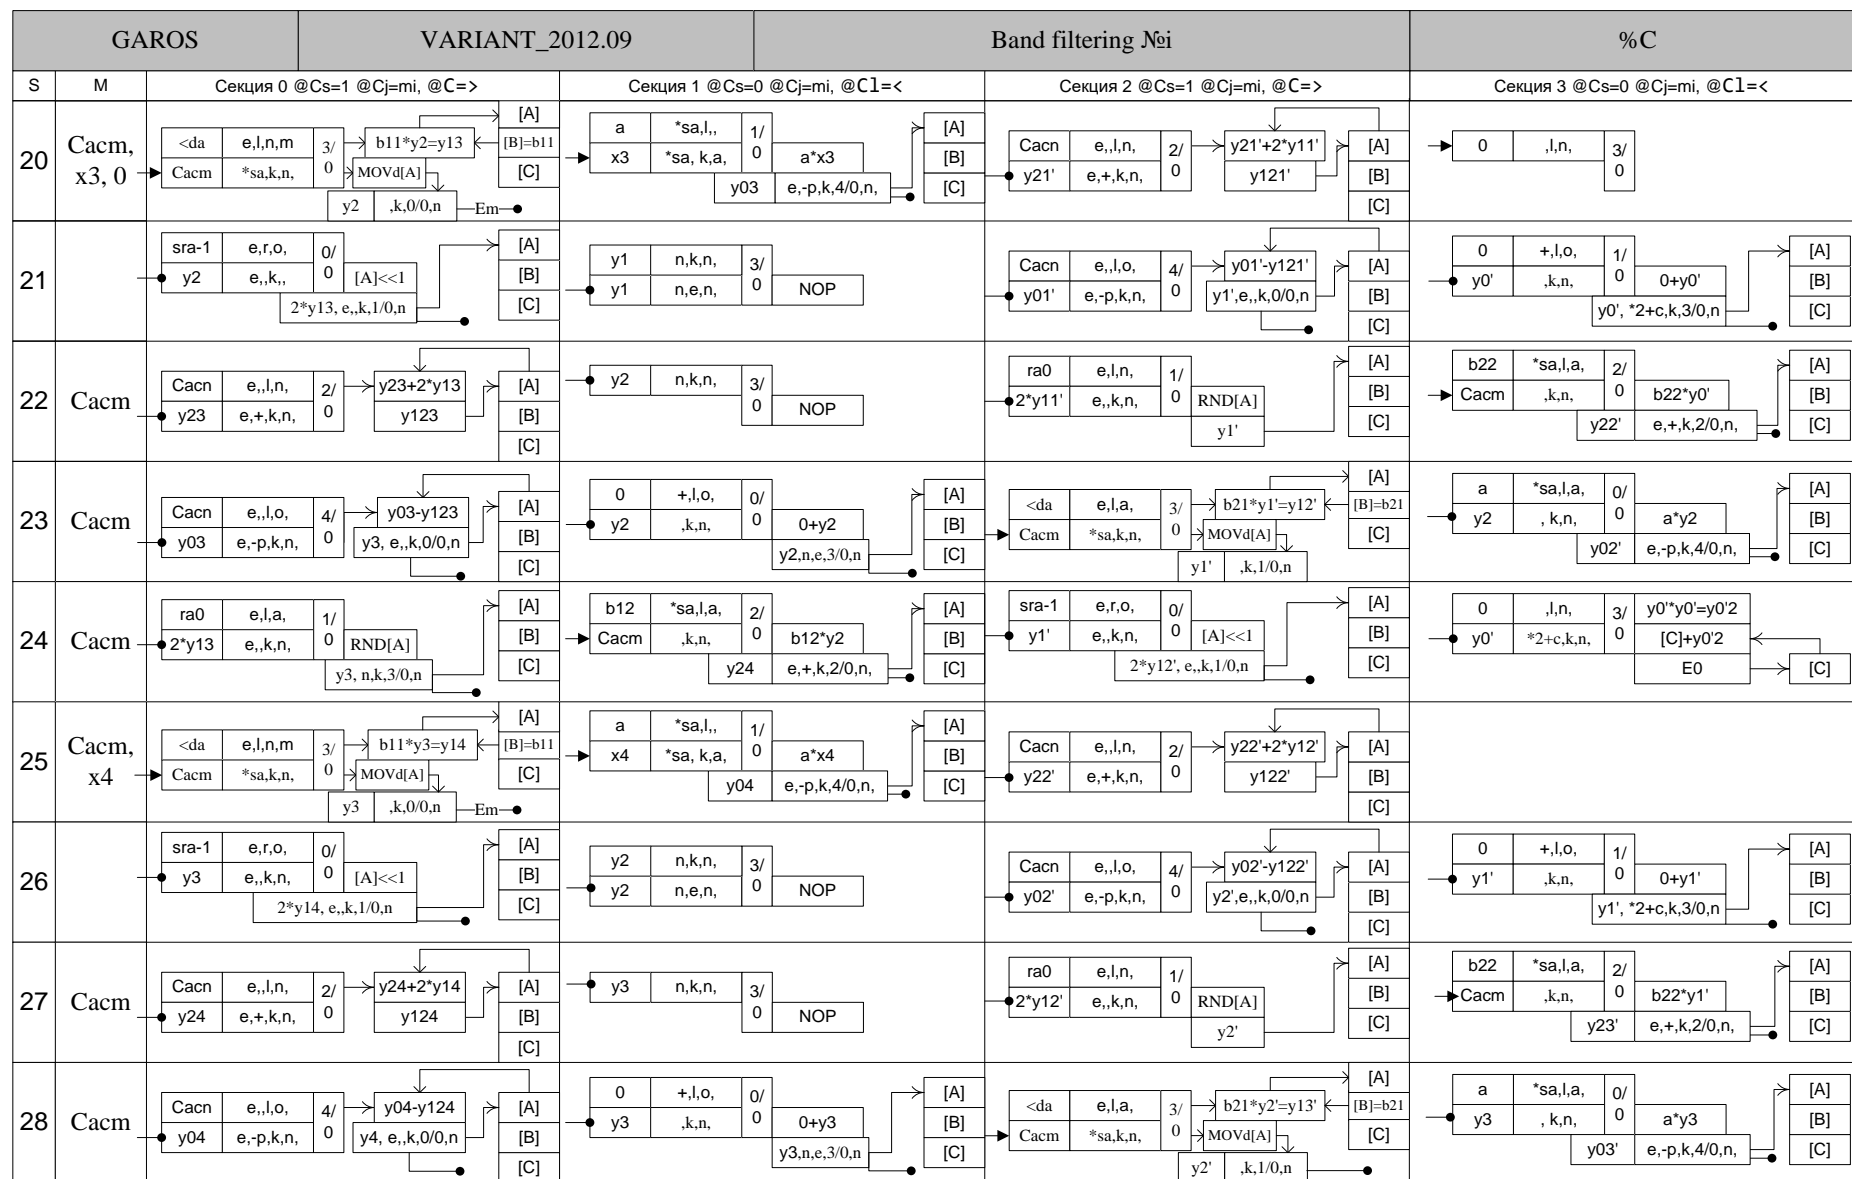 GAROS VARIANT_2012.09 Band filtering №i %C
S M Секция 0 @Cs=1 @Cj=mi, @C=> Секция 1 @Cs=0 @Cj=mi, @Cl=< Секция 2 @Cs=1 @Cj=mi, @C=> Секция 3 @Cs=0 @Cj=mi, @Cl=<
20
Cacm,
x3, 0
<da e,l,n,m 3/ b11*y2=y13 [A]
Cacm *sa,k,n, 0 MOVd[A] [B]=b11
y2 ,k,0/0,n Em [C]
a *sa,l,, 1/ [A]
x3 *sa, k,a, 0 a*x3 [B]
y03 e,-p,k,4/0,n, [C]
Cacn e,,l,n, 2/ y21'+2*y11' [A]
y21' e,+,k,n, 0 y121' [B]
[C]
0 ,l,n, 3/
0
21
sra-1 e,r,o, 0/ [A]
y2 e,,k,, 0 [A]<<1 [B]
2*y13, e,,k,1/0,n [C]
y1 n,k,n, 3/
y1 n,e,n, 0 NOP
Cacn e,,l,o, 4/ y01'-y121' [A]
y01' e,-p,k,n, 0 y1',e,,k,0/0,n [B]
[C]
0 +,l,o, 1/ [A]
y0' ,k,n, 0 0+y0' [B]
y0', *2+c,k,3/0,n [C]
22
Cacm
Cacn e,,l,n, 2/ y23+2*y13 [A]
y23 e,+,k,n, 0 y123 [B]
[C]
y2 n,k,n, 3/
0 NOP
ra0 e,l,n, 1/ [A]
2*y11' e,,k,n, 0 RND[A] [B]
y1' [C]
b22 *sa,l,a, 2/ [A]
Cacm ,k,n, 0 b22*y0' [B]
y22' e,+,k,2/0,n, [C]
23
Cacm
Cacn e,,l,o, 4/ y03-y123 [A]
y03 e,-p,k,n, 0 y3, e,,k,0/0,n [B]
[C]
0 +,l,o, 0/ [A]
y2 ,k,n, 0 0+y2 [B]
y2,n,e,3/0,n [C]
<da e,l,a, 3/ b21*y1'=y12' [A]
Cacm *sa,k,n, 0 MOVd[A] [B]=b21
y1' ,k,1/0,n [C]
a *sa,l,a, 0/ [A]
y2 , k,n, 0 a*y2 [B]
y02' e,-p,k,4/0,n, [C]
24
Cacm
ra0 e,l,a, 1/ [A]
2*y13 e,,k,n, 0 RND[A] [B]
y3, n,k,3/0,n [C]
b12 *sa,l,a, 2/ [A]
Cacm ,k,n, 0 b12*y2 [B]
y24 e,+,k,2/0,n, [C]
sra-1 e,r,o, 0/ [A]
y1' e,,k,n, 0 [A]<<1 [B]
2*y12', e,,k,1/0,n [C]
0 ,l,n, 3/ y0'*y0'=y0'2
y0' *2+c,k,n, 0 [C]+y0'2
E0 [C]
25
Cacm,
x4
<da e,l,n,m 3/ b11*y3=y14 [A]
Cacm *sa,k,n, 0 MOVd[A] [B]=b11
y3 ,k,0/0,n Em [C]
a *sa,l,, 1/ [A]
x4 *sa, k,a, 0 a*x4 [B]
y04 e,-p,k,4/0,n, [C]
Cacn e,,l,n, 2/ y22'+2*y12' [A]
y22' e,+,k,n, 0 y122' [B]
[C]
26
sra-1 e,r,o, 0/ [A]
y3 e,,k,n, 0 [A]<<1 [B]
2*y14, e,,k,1/0,n [C]
y2 n,k,n, 3/
y2 n,e,n, 0 NOP
Cacn e,,l,o, 4/ y02'-y122' [A]
y02' e,-p,k,n, 0 y2',e,,k,0/0,n [B]
[C]
0 +,l,o, 1/ [A]
y1' ,k,n, 0 0+y1' [B]
y1', *2+c,k,3/0,n [C]
27
Cacm
Cacn e,,l,n, 2/ y24+2*y14 [A]
y24 e,+,k,n, 0 y124 [B]
[C]
y3 n,k,n, 3/
0 NOP
ra0 e,l,n, 1/ [A]
2*y12' e,,k,n, 0 RND[A] [B]
y2' [C]
b22 *sa,l,a, 2/ [A]
Cacm ,k,n, 0 b22*y1' [B]
y23' e,+,k,2/0,n, [C]
28
Cacm
Cacn e,,l,o, 4/ y04-y124 [A]
y04 e,-p,k,n, 0 y4, e,,k,0/0,n [B]
[C]
0 +,l,o, 0/ [A]
y3 ,k,n, 0 0+y3 [B]
y3,n,e,3/0,n [C]
<da e,l,a, 3/ b21*y2'=y13' [A]
Cacm *sa,k,n, 0 MOVd[A] [B]=b21
y2' ,k,1/0,n [C]
a *sa,l,a, 0/ [A]
y3 , k,n, 0 a*y3 [B]
y03' e,-p,k,4/0,n, [C]